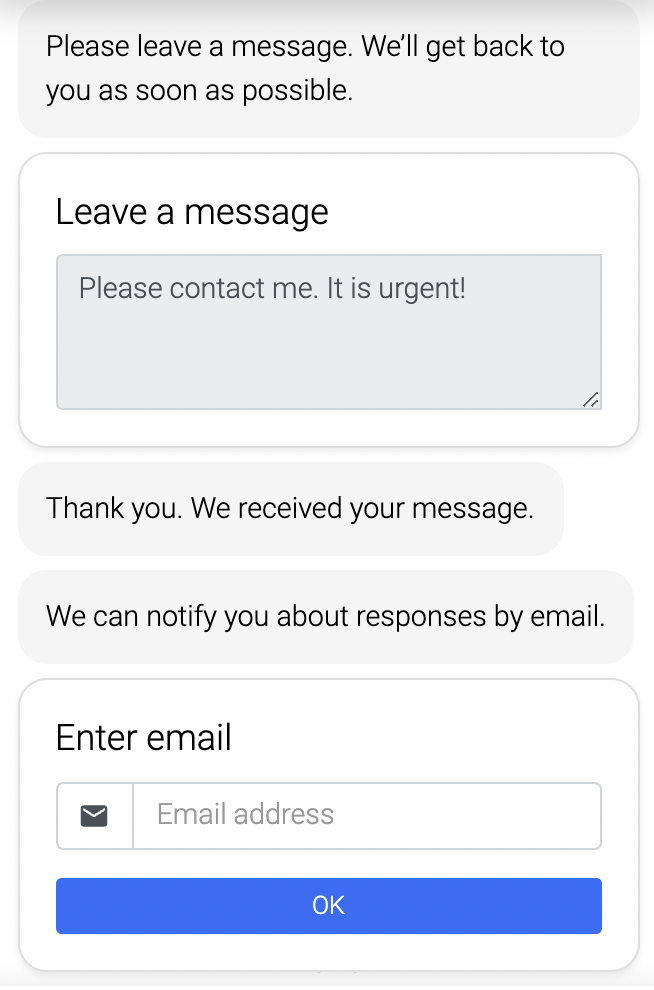 Please leave a message. We’ll get back to
you as soon as possible.
Leave a message
Please contact me. It is urgent!
Thank you. We received your message.
We can notify you about responses by email.
Enter email
Email address
OK